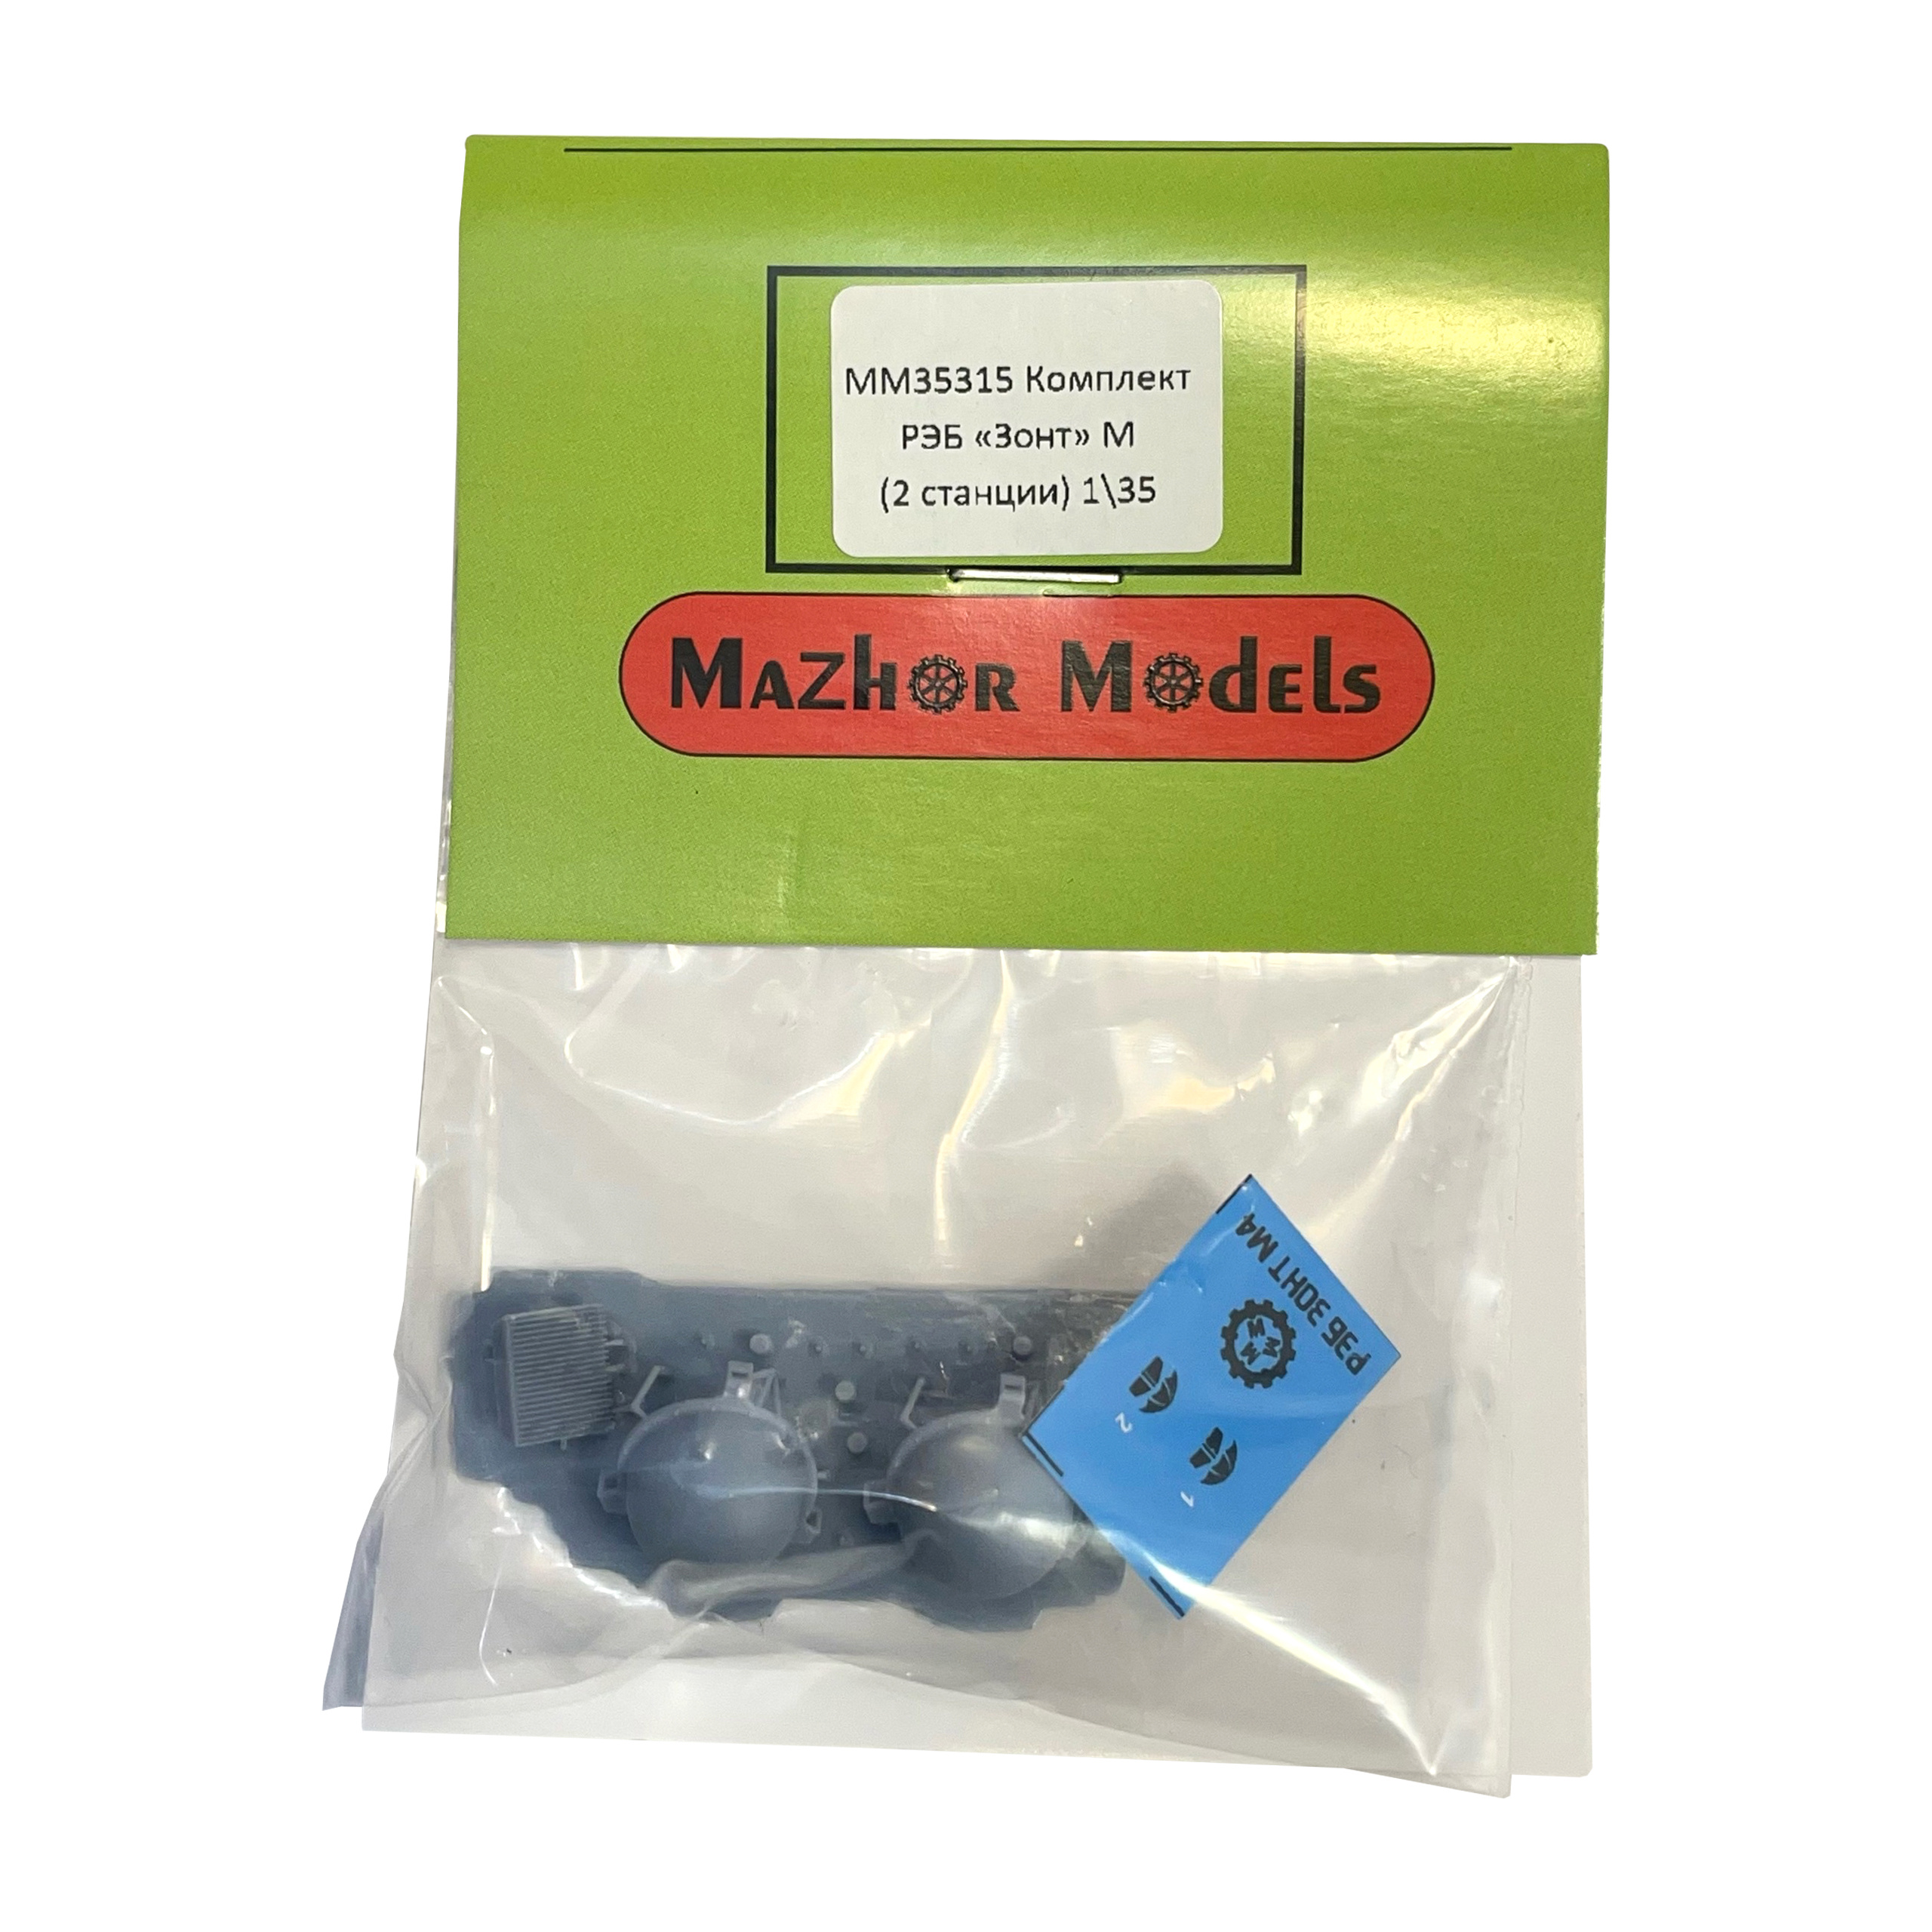 ММ35315 Комплект
РЭБ «Зонт» М
(2 станции) 1\35
Mazhor Models
РЭБ ЗОНТ М4
М М М
2
1